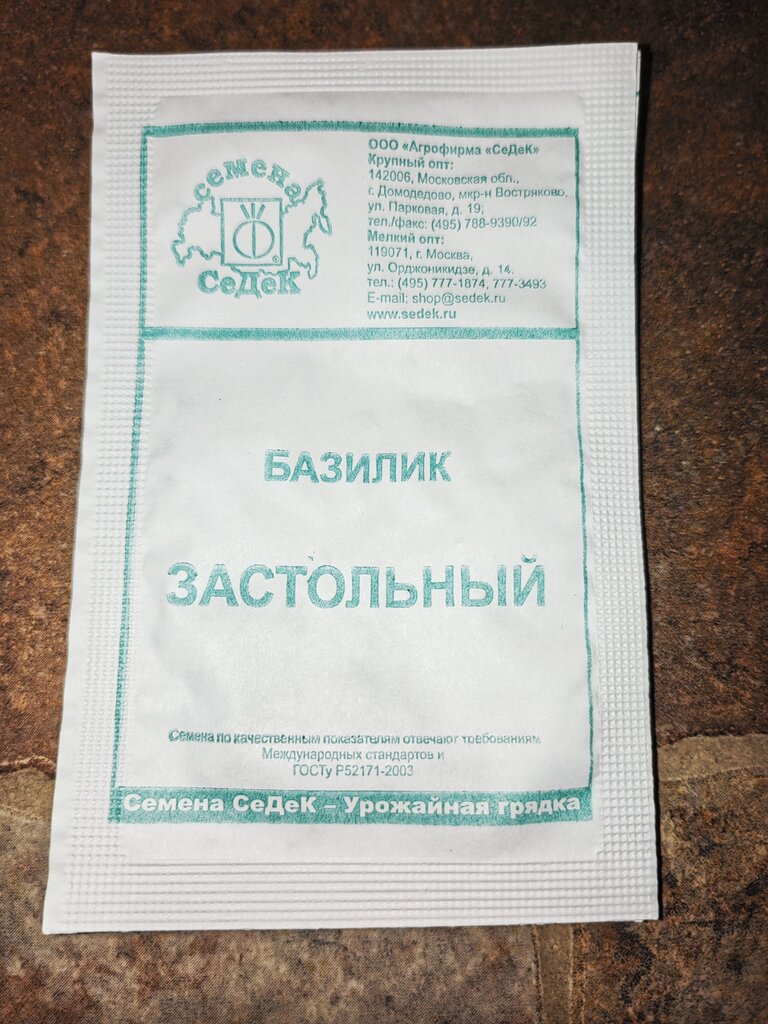 семена
СеДеК
ООО «Агрофирма «СеДеК»
Крупный опт:
142006, Московская обл.,
г. Домодедово, мкр-н Востряково,
ул. Парковая, д. 19;
тел./факс: (495) 788-9390/92
Мелкий опт:
119071, г. Москва,
ул. Орджоникидзе, д. 14.
тел.: (495) 777-1874, 777-3493
E-mail: shop@sedek.ru
www.sedek.ru
БАЗИЛИК
ЗАСТОЛЬНЫЙ
Семена по качественным показателям отвечают требованиям
Международных стандартов и
ГОСТу Р52171-2003
Семена СеДеК – Урожайная грядка